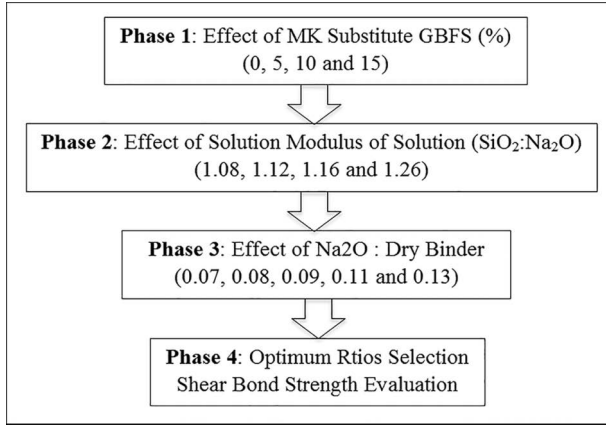 Phase 1: Effect of MK Substitute GBFS (%)
(0, 5, 10 and 15)
Phase 2: Effect of Solution Modulus of Solution (SiO₂:Na₂O)
(1.08, 1.12, 1.16 and 1.26)
Phase 3: Effect of Na2O : Dry Binder
(0.07, 0.08, 0.09, 0.11 and 0.13)
Phase 4: Optimum Rtios Selection
Shear Bond Strength Evaluation